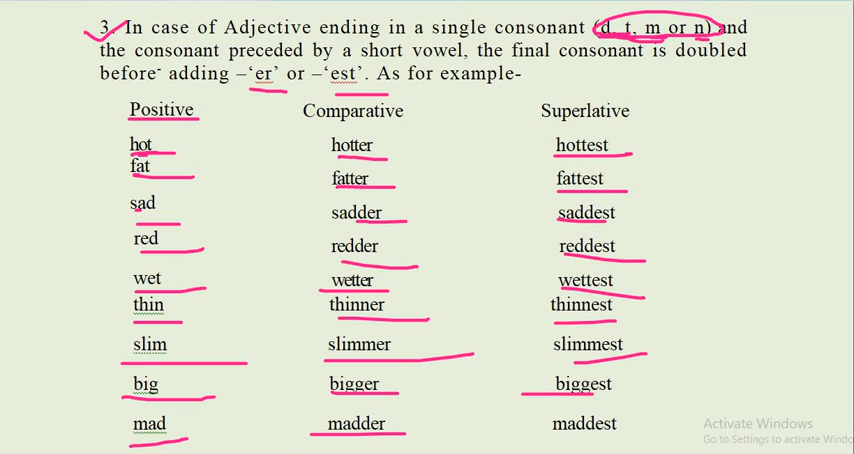 3. In case of Adjective ending in a single consonant (d, t, m or n) and
the consonant preceded by a short vowel, the final consonant is doubled
before- adding –‘er’ or –‘est’. As for example-
Positive Comparative Superlative
hot hotter hottest
fat fatter fattest
sad sadder saddest
red redder reddest
wet wetter wettest
thin thinner thinnest
slim slimmer slimmest
big bigger biggest
mad madder maddest
Activate Windows
Go to Settings to activate Windo